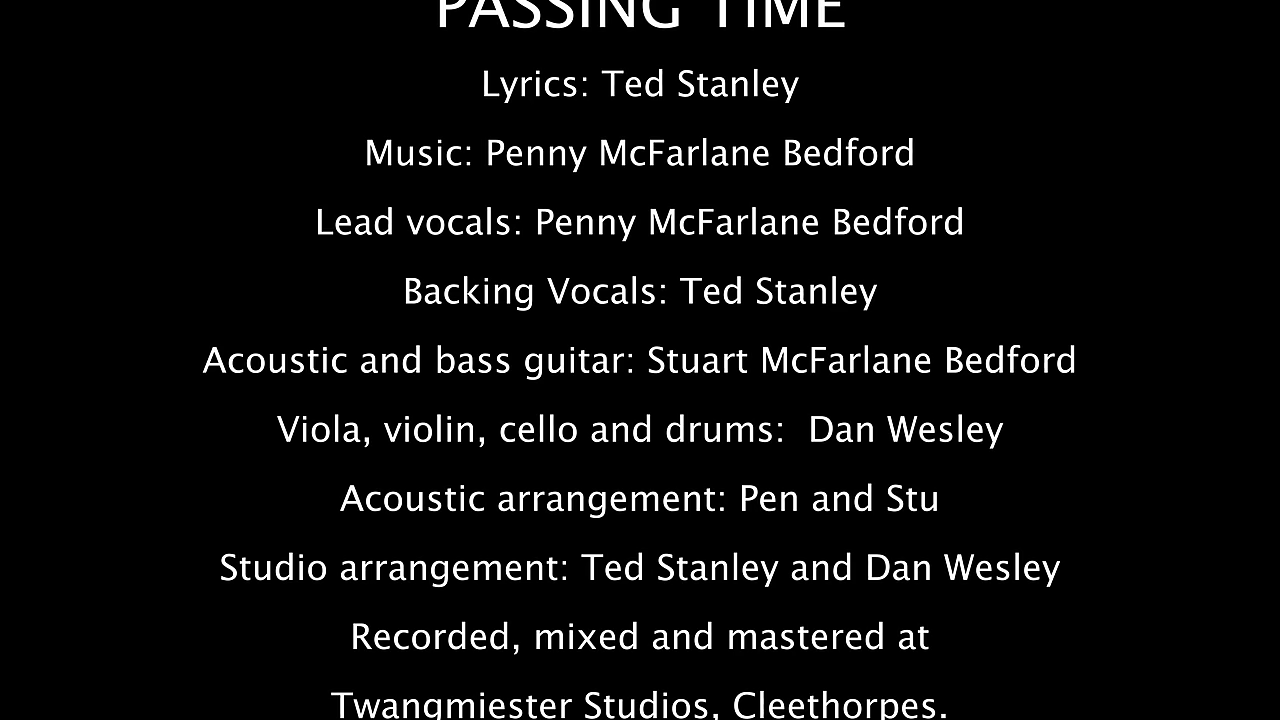 PASSING TIME
Lyrics: Ted Stanley
Music: Penny McFarlane Bedford
Lead vocals: Penny McFarlane Bedford
Backing Vocals: Ted Stanley
Acoustic and bass guitar: Stuart McFarlane Bedford
Viola, violin, cello and drums:  Dan Wesley
Acoustic arrangement: Pen and Stu
Studio arrangement: Ted Stanley and Dan Wesley
Recorded, mixed and mastered at
Twangmiester Studios, Cleethorpes.